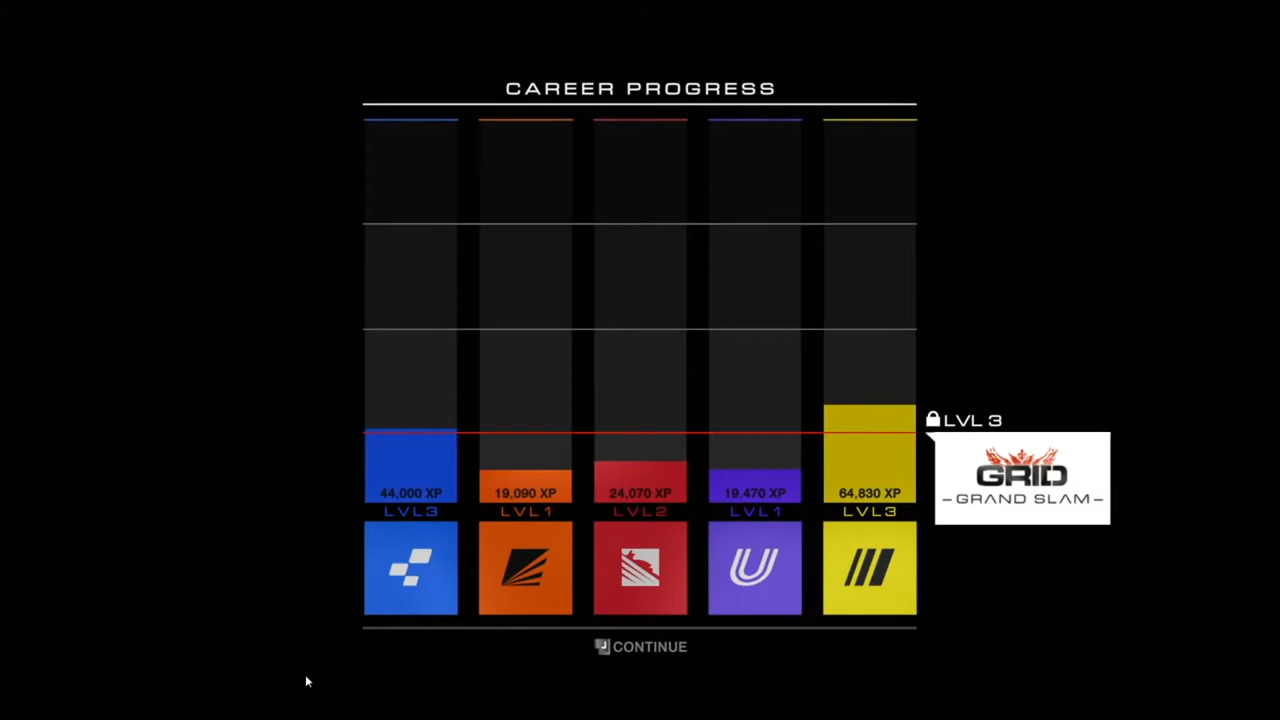 CAREER PROGRESS
LVL 3
GRID
-GRAND SLAM-
44,000 XP 19,090 XP 24,070 XP 19,470 XP 64,830 XP
LVL3 LVL1 LVL2 LVL1 LVL3
CONTINUE